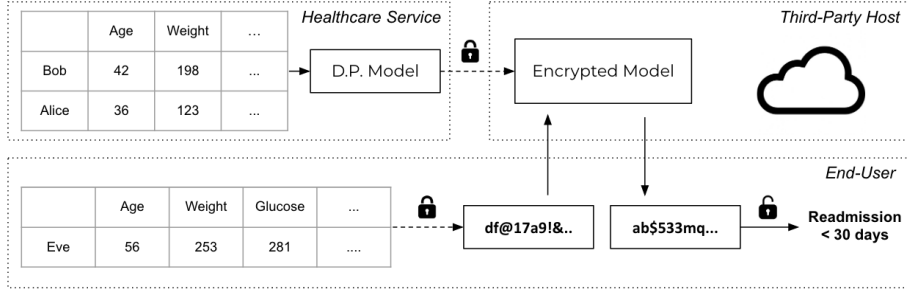 Healthcare Service
Third-Party Host
Age Weight ...
Bob 42 198 ...
Alice 36 123 ...
D.P. Model
Encrypted Model
End-User
Age Weight Glucose ...
Eve 56 253 281 ....
df@17a9!&..
ab$533mq...
Readmission
< 30 days